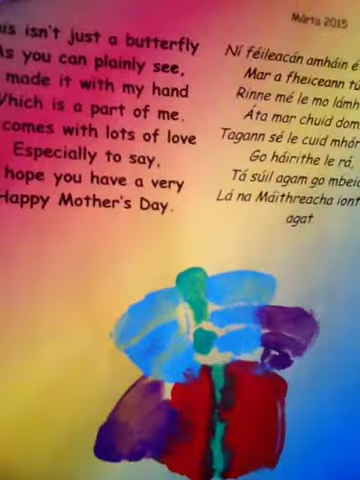 Márta 2015
is isn't just a butterfly
As you can plainly see,
made it with my hand
Which is a part of me.
comes with lots of love
Especially to say,
hope you have a very
Happy Mother's Day.
Ní féileacán amháin é
Mar a fheiceann tú
Rinne mé le mo lámh
Áta mar chuid dom
Tagann sé le cuid mhór
Go háirithe le rá,
Tá súil agam go mbeid
Lá na Máithreacha iont
agat